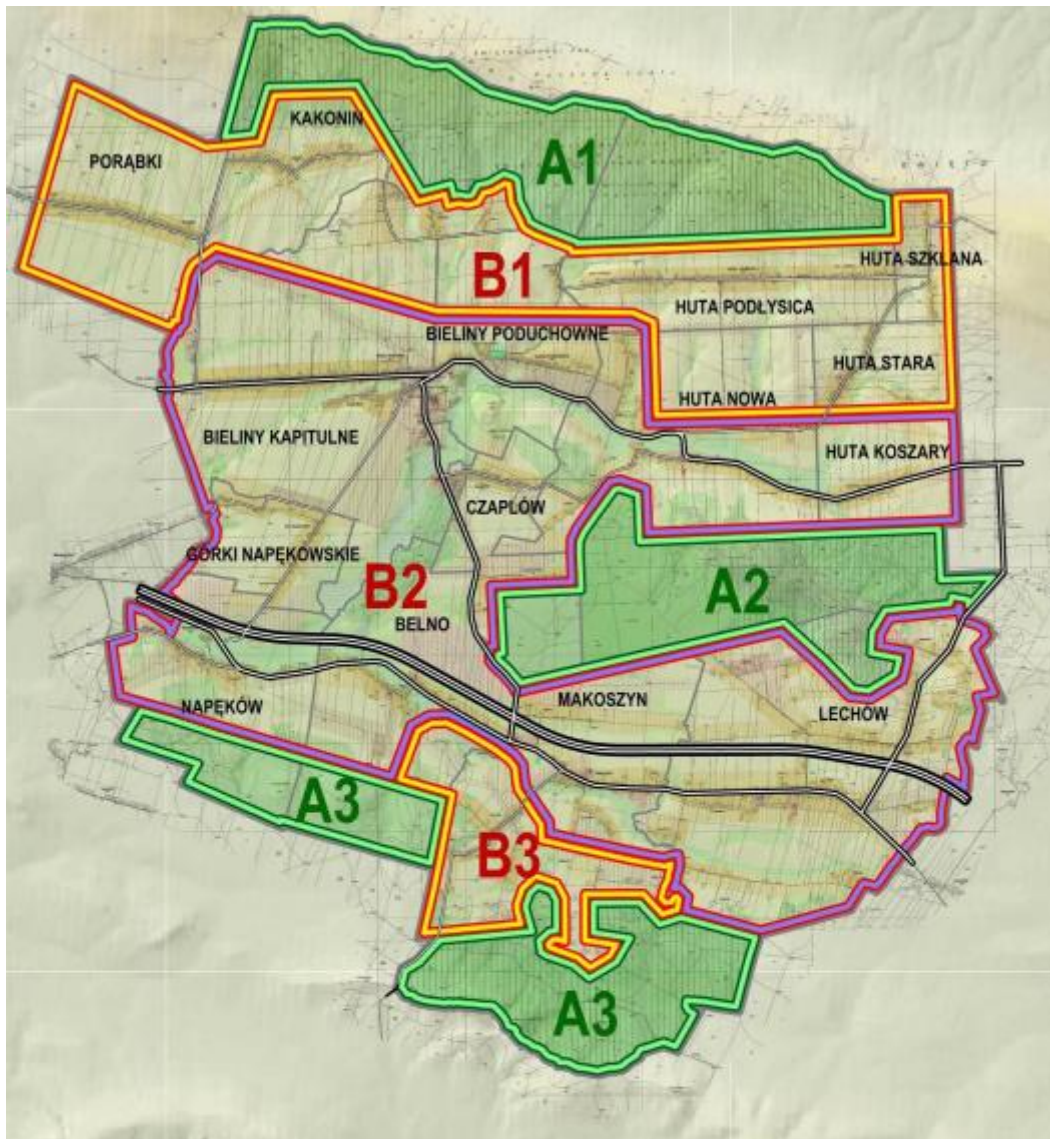 KAKONIN
PORĄBKI
A1
HUTA SZKLANA
B1
HUTA PODŁYSICA
BIELINY PODUCHOWNE
HUTA STARA
HUTA NOWA
BIELINY KAPITULNE
HUTA KOSZARY
CZAPLÓW
GÓRKI NAPĘKOWSKIE
B2
A2
BELNO
MAKOSZYN
NAPĘKÓW
LECHÓW
A3
B3
A3